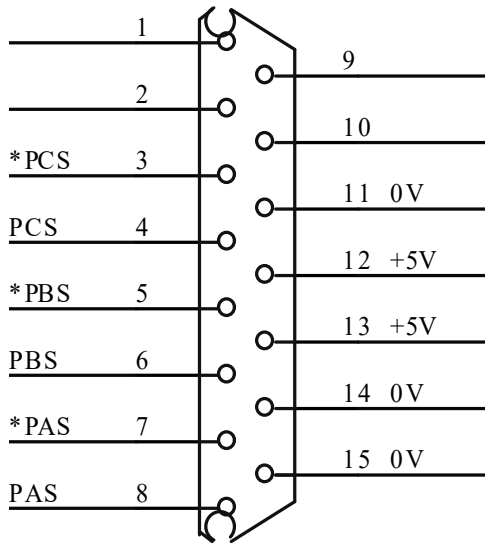 1
9
2
10
*PCS 3
11 0V
PCS 4
12 +5V
*PBS 5
13 +5V
PBS 6
14 0V
*PAS 7
15 0V
PAS 8